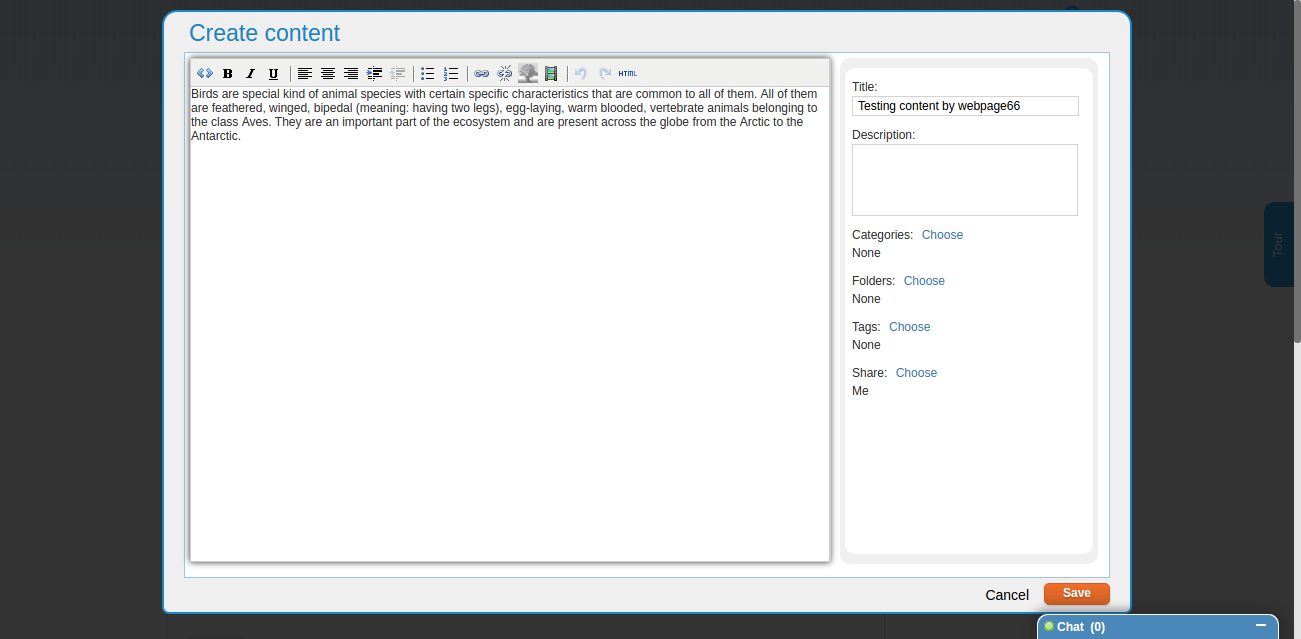 Create content
B I U HTML
Birds are special kind of animal species with certain specific characteristics that are common to all of them. All of them
are feathered, winged, bipedal (meaning: having two legs), egg-laying, warm blooded, vertebrate animals belonging to
the class Aves. They are an important part of the ecosystem and are present across the globe from the Arctic to the
Antarctic.
Title:
Testing content by webpage66
Description:
Categories: Choose
None
Folders: Choose
None
Tags: Choose
None
Share: Choose
Me
Tour
Cancel Save
Chat (0)